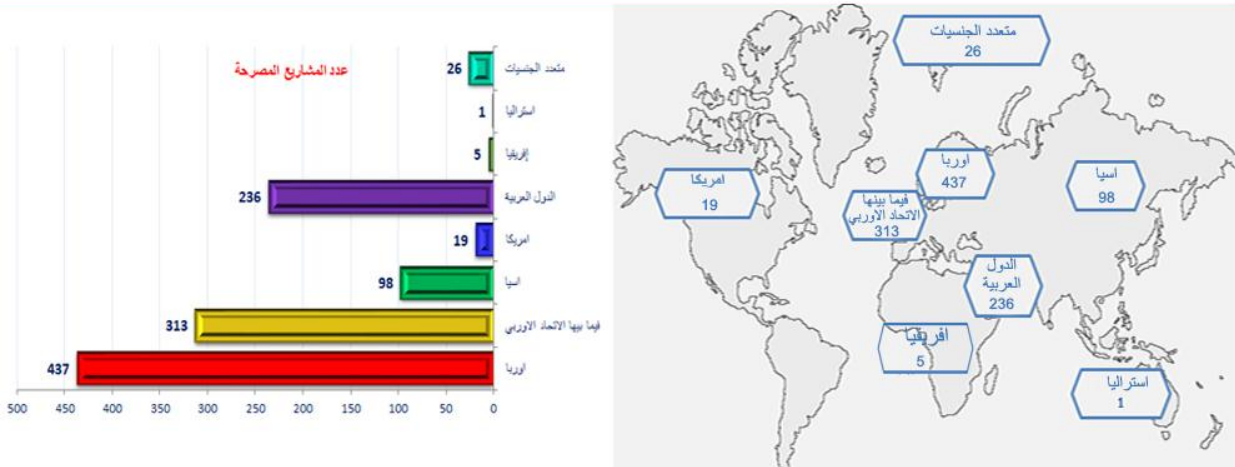 عدد المشاريع المصرحة
متعدد الجنسيات
26
استراليا
1
إفريقيا
5
الدول العربية
236
امريكا
19
اسيا
98
فيما بيها الاتحاد الاوربي
313
اوربا
437
500 450 400 350 300 250 200 150 100 50 0
متعدد الجنسيات
26
اوربا
437
اسيا
98
امريكا
19
فيما بينها
الاتحاد الاوربي
313
الدول
العربية
236
افريقيا
5
استراليا
1